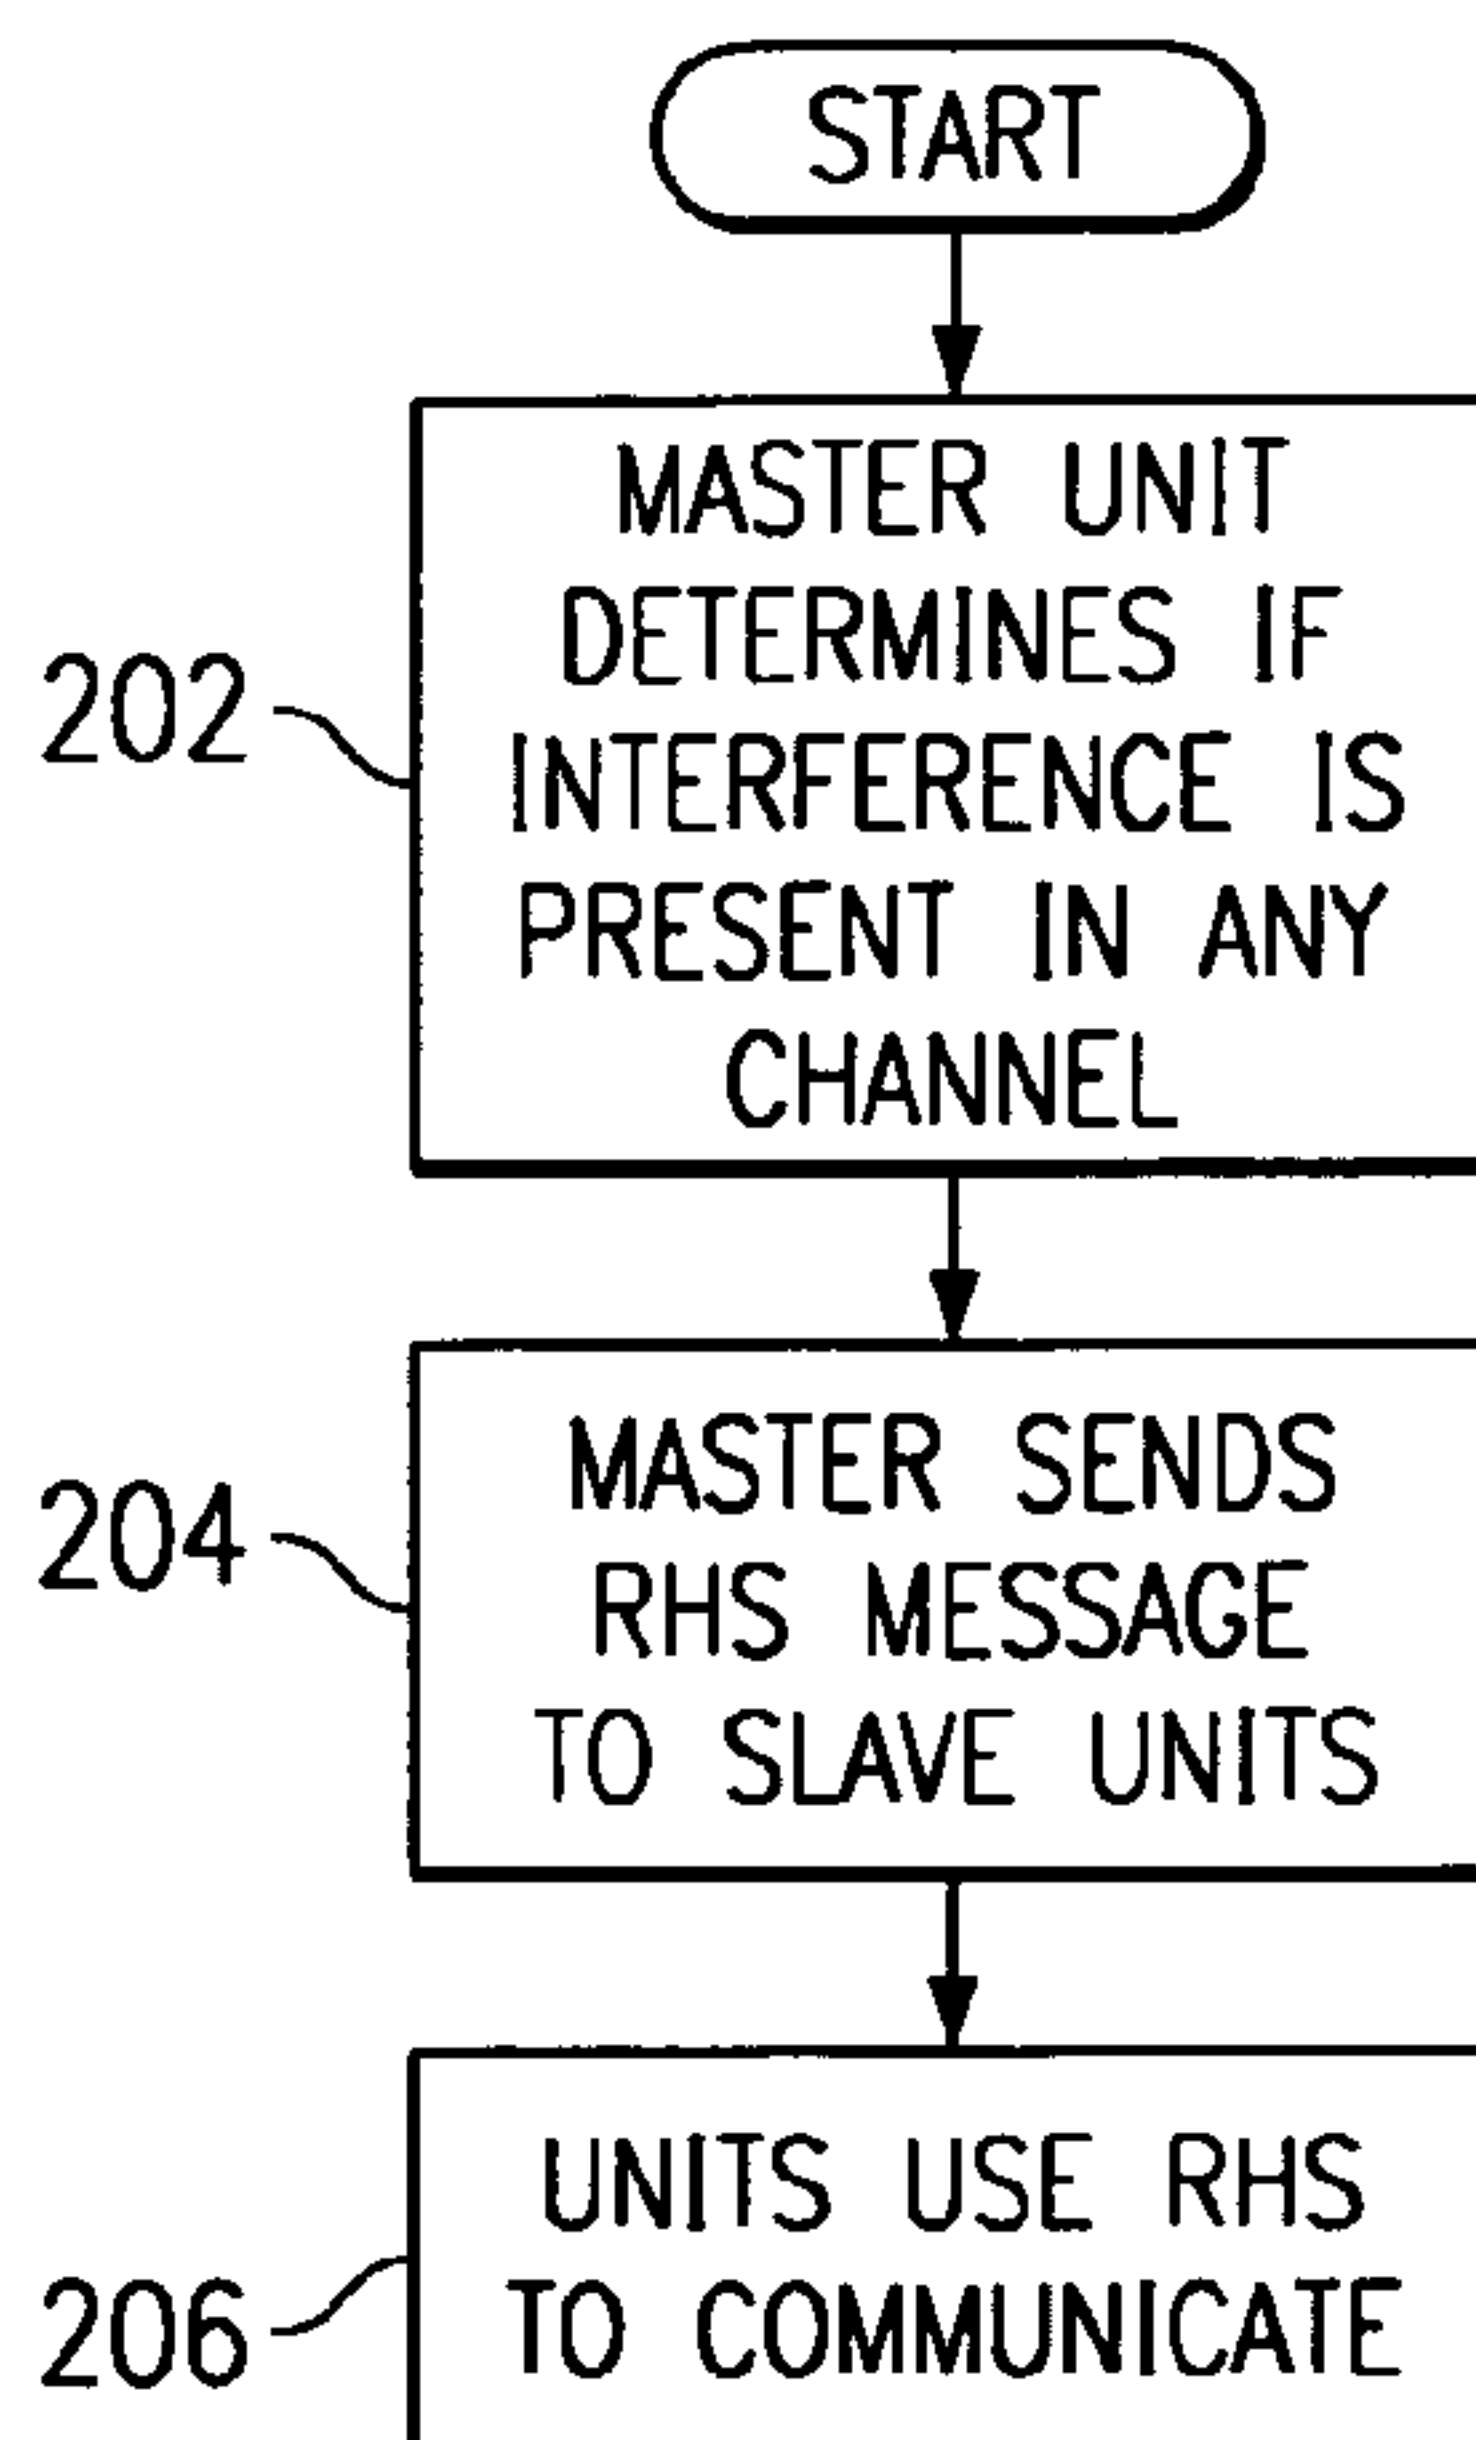 START
MASTER UNIT
DETERMINES IF
INTERFERENCE IS
PRESENT IN ANY
CHANNEL
202
MASTER SENDS
RHS MESSAGE
TO SLAVE UNITS
204
UNITS USE RHS
TO COMMUNICATE
206